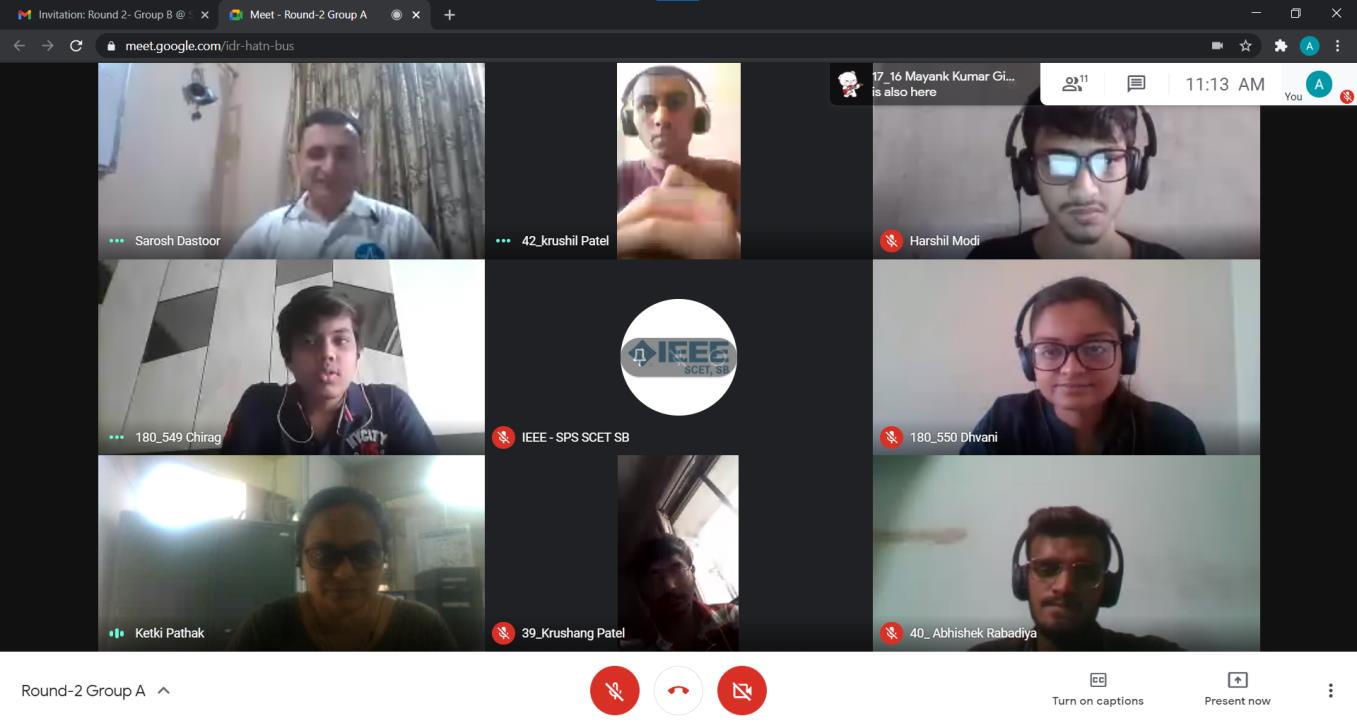 Invitation: Round 2- Group B @ S
Meet - Round-2 Group A
meet.google.com/idr-hatn-bus
A
17_16 Mayank Kumar Gi...
is also here
11
11:13 AM
You
A
Sarosh Dastoor
42_krushil Patel
Harshil Modi
180_549 Chirag
IEEE
SCET, SB
IEEE - SPS SCET SB
180_550 Dhvani
Ketki Pathak
39_Krushang Patel
40_ Abhishek Rabadiya
Round-2 Group A
CC
Turn on captions
Present now